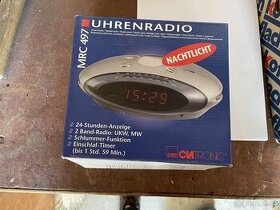 UHRENRADIO
MRC 497
NACHTLICHT
15:29
24-Stunden-Anzeige
2 Band-Radio: UKW, MW
Schlummer-Funktion
Einschlaf-Timer
(bis 1 Std. 59 Min.)
CLATRONIC